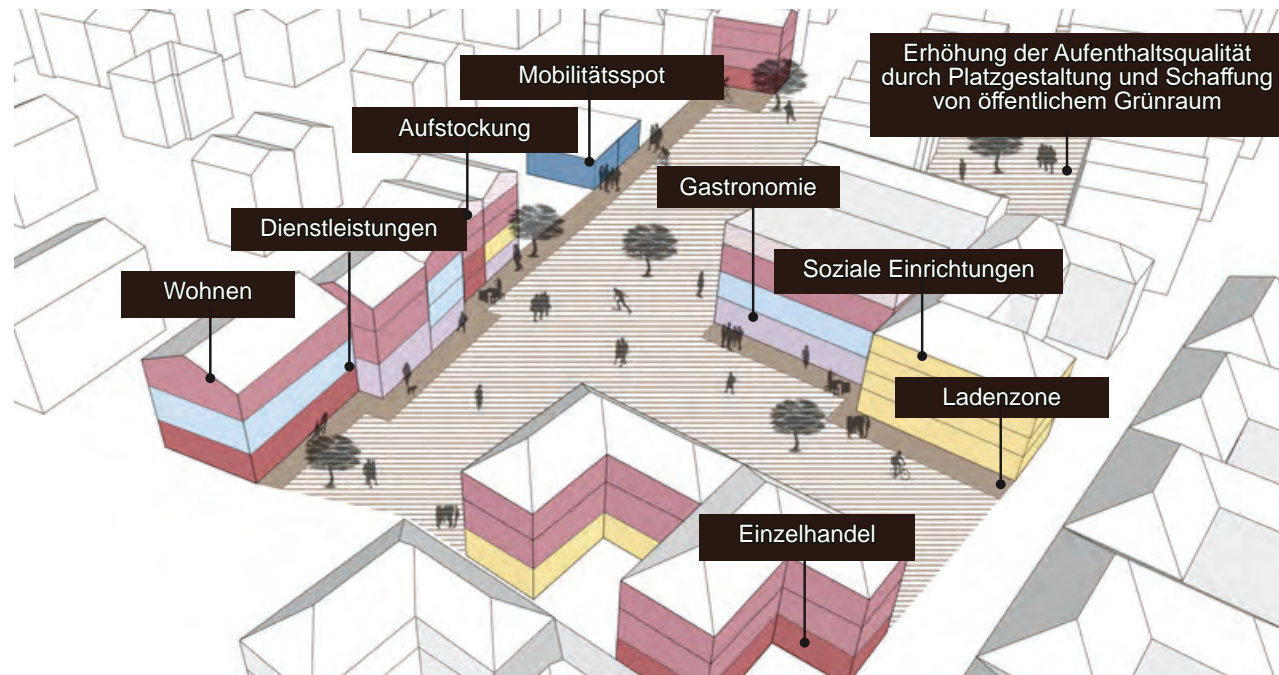 Mobilitätsspot
Erhöhung der Aufenthaltsqualität
durch Platzgestaltung und Schaffung
von öffentlichem Grünraum
Aufstockung
Gastronomie
Dienstleistungen
Soziale Einrichtungen
Wohnen
Ladenzone
Einzelhandel